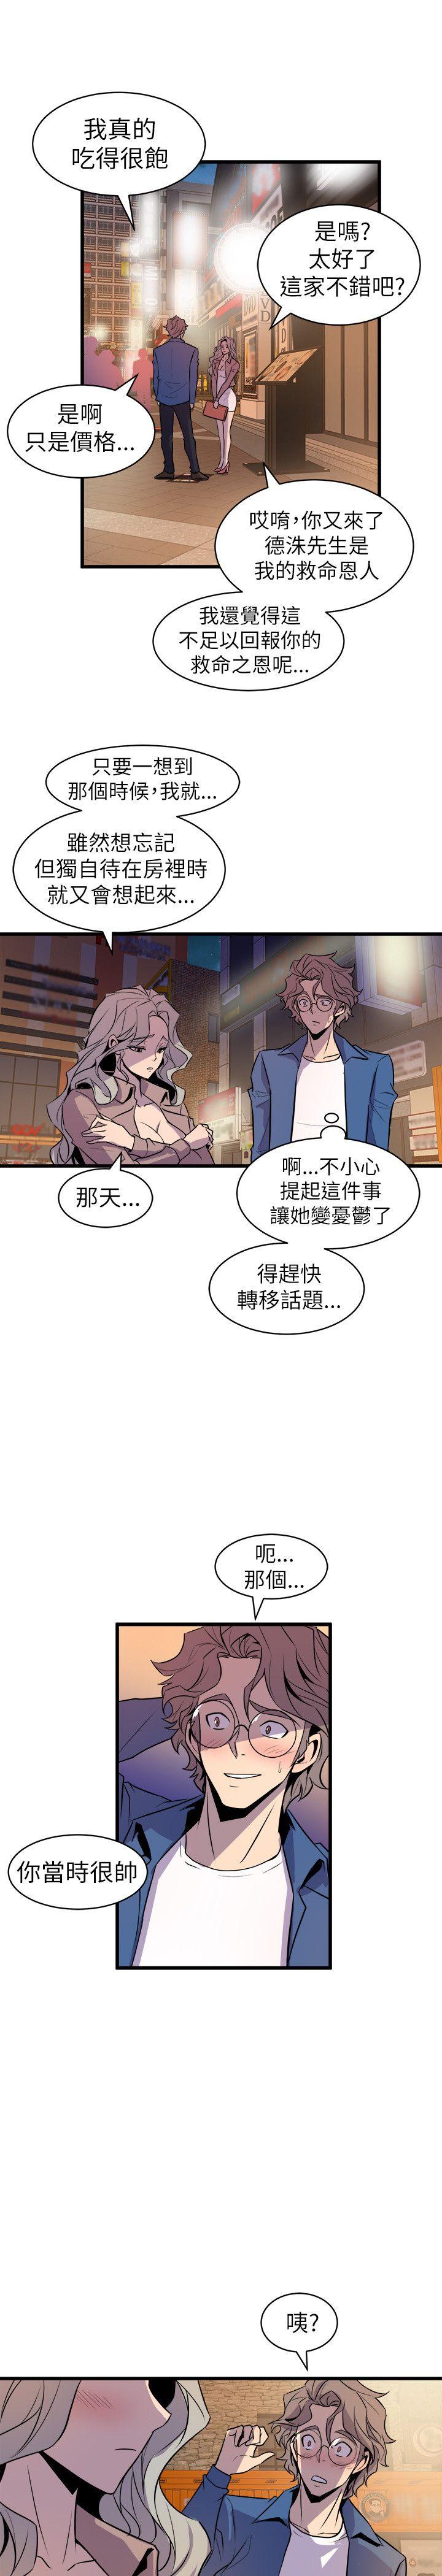 我真的
吃得很飽
是嗎?
太好了
這家不錯吧?
是啊
只是價格...
哎唷,你又來了
德洙先生是
我的救命恩人
我還覺得這
不足以回報你的
救命之恩呢...
只要一想到
那個時候,我就...
雖然想忘記
但獨自待在房裡時
就又會想起來...
那天...
啊...不小心
提起這件事
讓她變憂鬱了
得趕快
轉移話題...
呃...
那個...
你當時很帥
咦?